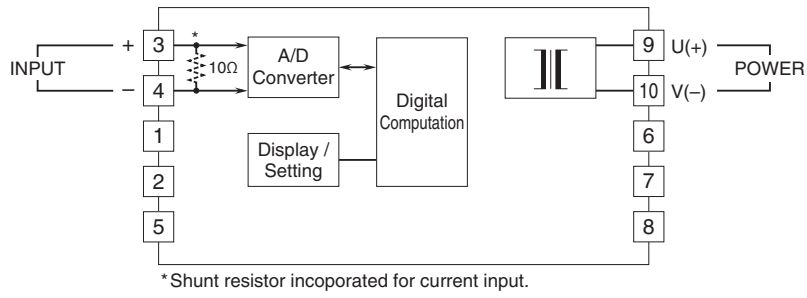 INPUT
+ 3
− 4
1
2
5
*
10Ω
A/D
Converter
Digital
Computation
Display /
Setting
9 U(+)
10 V(–)
POWER
6
7
8
*Shunt resistor incoporated for current input.